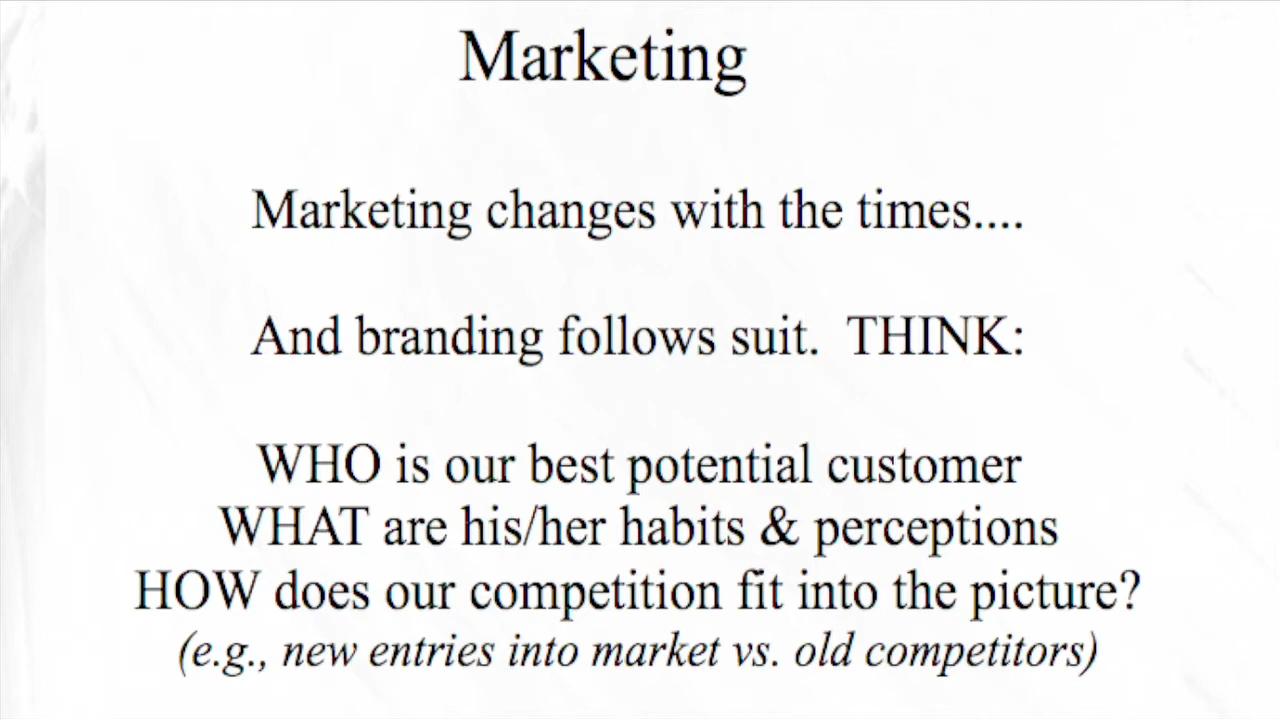 Marketing
Marketing changes with the times....
And branding follows suit.  THINK:
WHO is our best potential customer
WHAT are his/her habits & perceptions
HOW does our competition fit into the picture?
(e.g., new entries into market vs. old competitors)